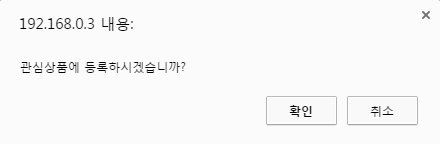 192.168.0.3 내용:
관심상품에 등록하시겠습니까?
확인
취소